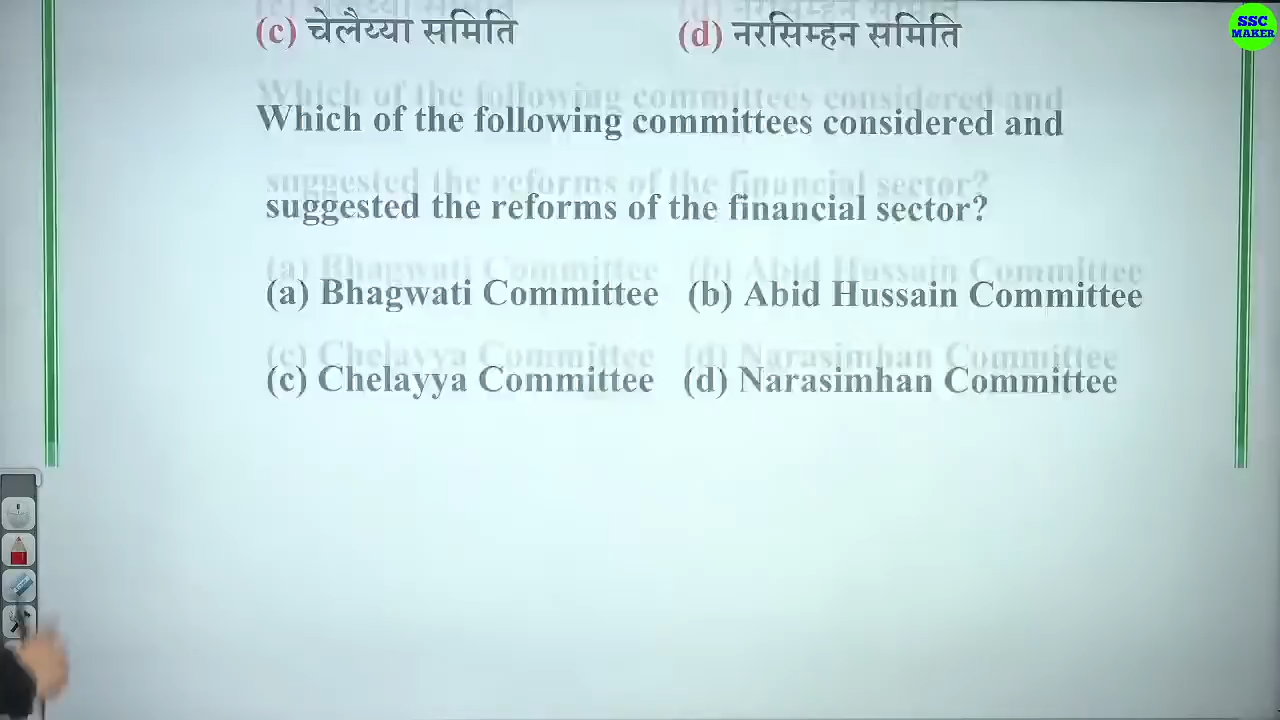 (c) चेलैय्या समिति (d) नरसिम्हन समिति
SSC
MAKER
Which of the following committees considered and
suggested the reforms of the financial sector?
(a) Bhagwati Committee (b) Abid Hussain Committee
(c) Chelayya Committee (d) Narasimhan Committee